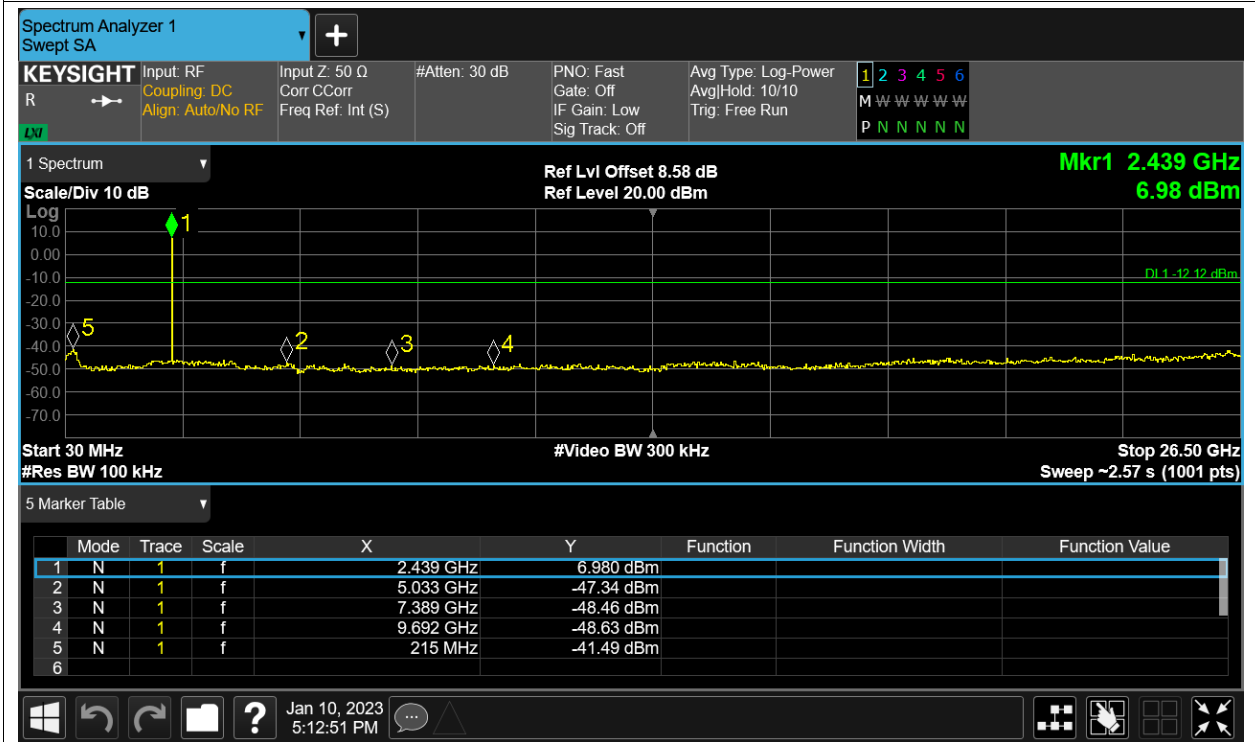 Spectrum Analyzer 1
Swept SA
+
KEYSIGHT
R
LXI
Input: RF
Coupling: DC
Align: Auto/No RF
Input Z: 50 Ω
Corr CCorr
Freq Ref: Int (S)
#Atten: 30 dB
PNO: Fast
Gate: Off
IF Gain: Low
Sig Track: Off
Avg Type: Log-Power
Avg|Hold: 10/10
Trig: Free Run
1 2 3 4 5 6
M W W W W W
P N N N N N
1 Spectrum
Scale/Div 10 dB
Ref Lvl Offset 8.58 dB
Ref Level 20.00 dBm
Mkr1 2.439 GHz
6.98 dBm
Log
10.0
0.00
-10.0
-20.0
-30.0
-40.0
-50.0
-60.0
-70.0
1
2
3
4
5
DL1 -12.12 dBm
Start 30 MHz
#Res BW 100 kHz
#Video BW 300 kHz
Stop 26.50 GHz
Sweep ~2.57 s (1001 pts)
5 Marker Table
Mode Trace Scale X Y Function Function Width Function Value
1 N 1 f 2.439 GHz 6.980 dBm
2 N 1 f 5.033 GHz -47.34 dBm
3 N 1 f 7.389 GHz -48.46 dBm
4 N 1 f 9.692 GHz -48.63 dBm
5 N 1 f 215 MHz -41.49 dBm
6
?
Jan 10, 2023
5:12:51 PM